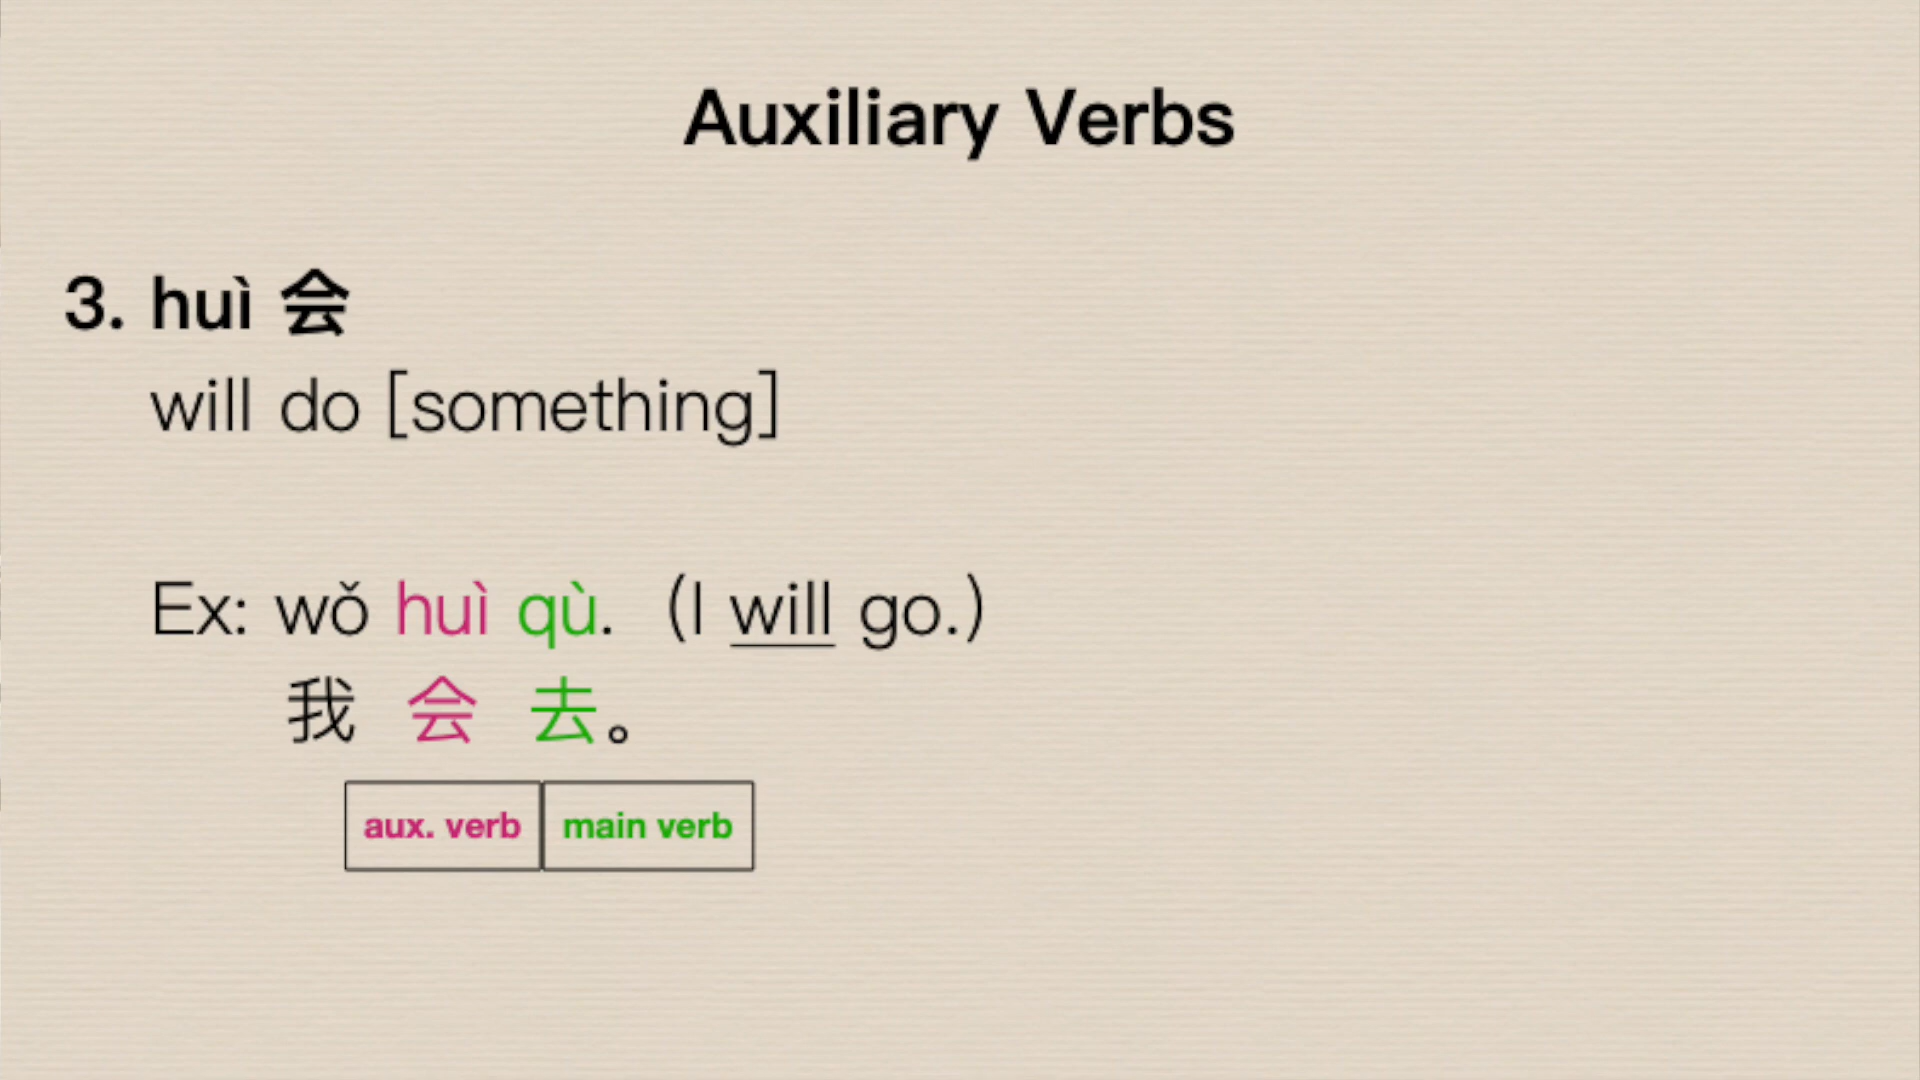 Auxiliary Verbs
3. huì 会
will do [something]
Ex: wǒ huì qù. (I will go.)
我 会 去。
aux. verb main verb